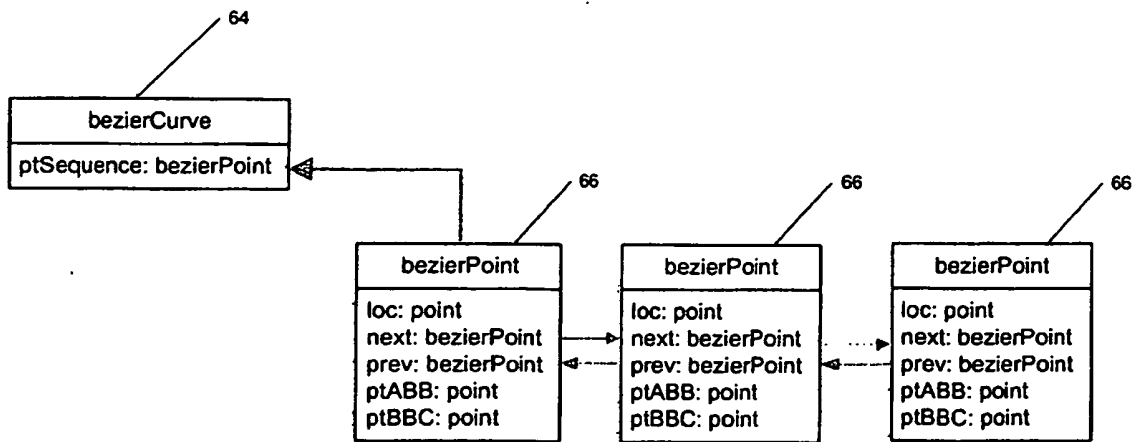 64
bezierCurve
ptSequence: bezierPoint
66
66
66
bezierPoint
loc: point
next: bezierPoint
prev: bezierPoint
ptABB: point
ptBBC: point
bezierPoint
loc: point
next: bezierPoint
prev: bezierPoint
ptABB: point
ptBBC: point
bezierPoint
loc: point
next: bezierPoint
prev: bezierPoint
ptABB: point
ptBBC: point